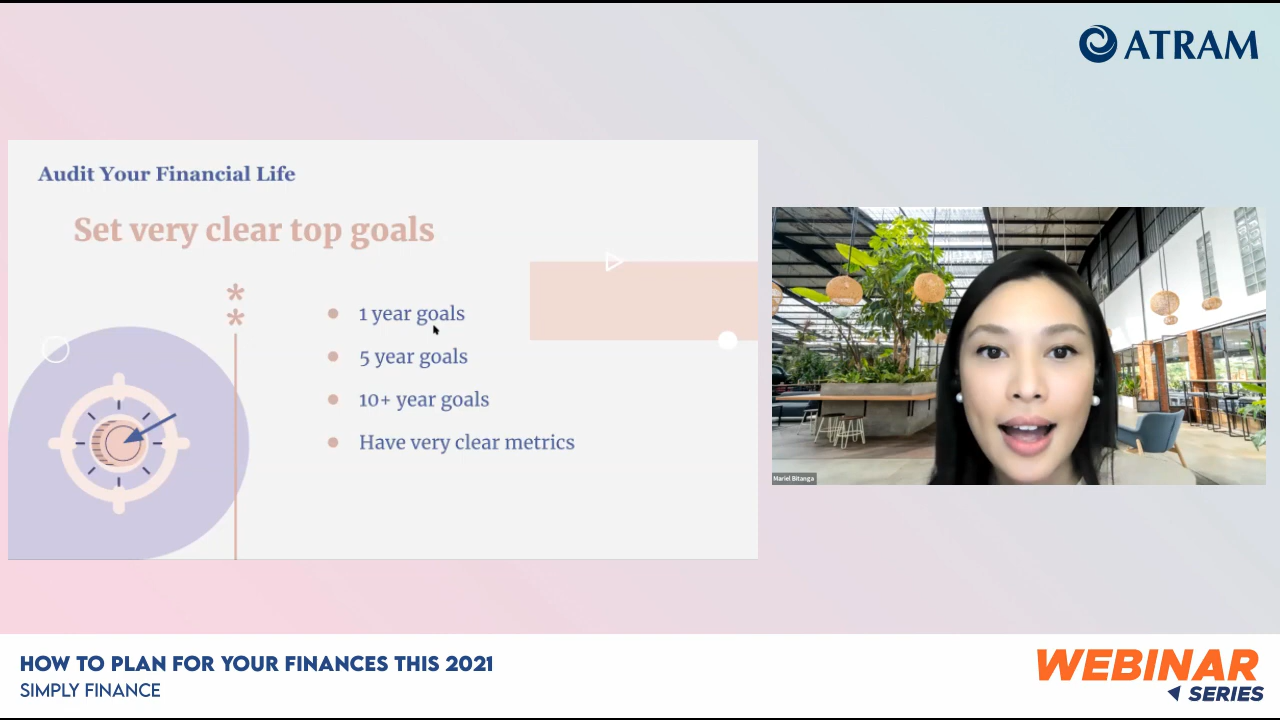 ATRAM
Audit Your Financial Life
Set very clear top goals
1 year goals
5 year goals
10+ year goals
Have very clear metrics
Mariel Bitanga
HOW TO PLAN FOR YOUR FINANCES THIS 2021
SIMPLY FINANCE
WEBINAR
SERIES